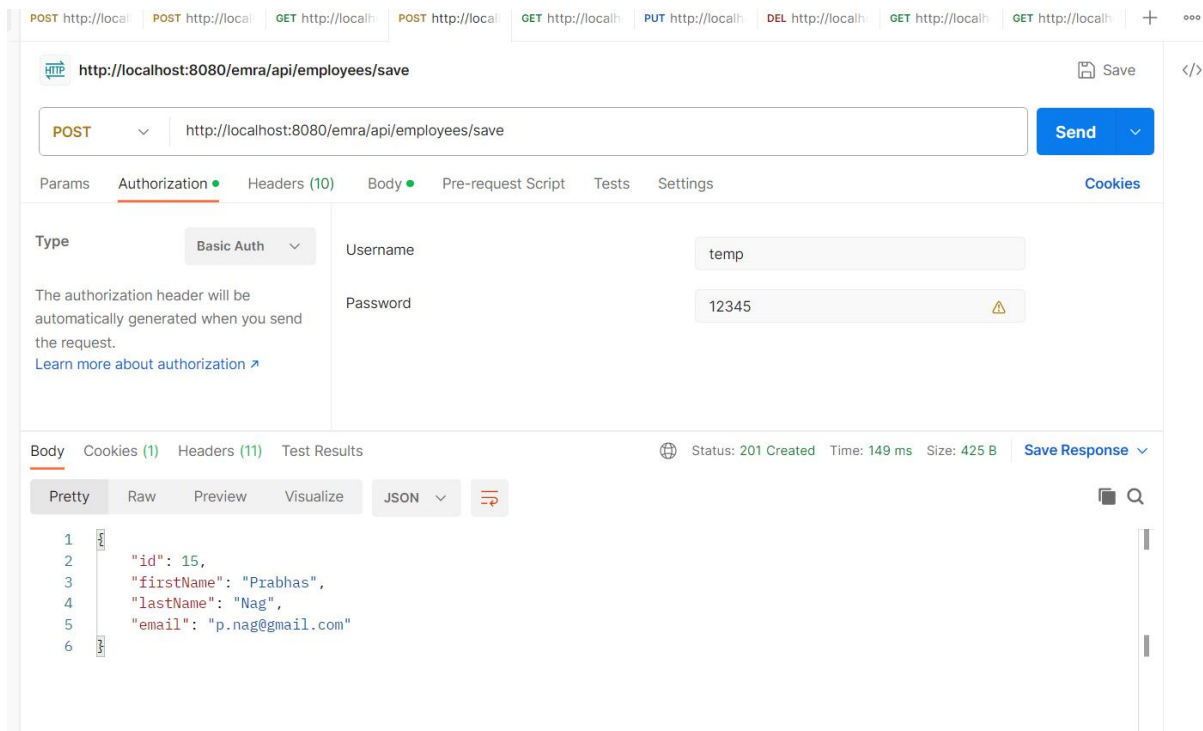 POST http://local POST http://local GET http://localh POST http://local GET http://localh PUT http://localh DEL http://localh GET http://localh GET http://localh + ooo
HTTP http://localhost:8080/emra/api/employees/save Save </>
POST http://localhost:8080/emra/api/employees/save Send
Params Authorization Headers (10) Body Pre-request Script Tests Settings Cookies
Type Basic Auth Username temp
The authorization header will be
automatically generated when you send
the request.
Learn more about authorization ↗
Password 12345
Body Cookies (1) Headers (11) Test Results Status: 201 Created Time: 149 ms Size: 425 B Save Response
Pretty Raw Preview Visualize JSON
1 {
2 "id": 15,
3 "firstName": "Prabhas",
4 "lastName": "Nag",
5 "email": "p.nag@gmail.com"
6 }